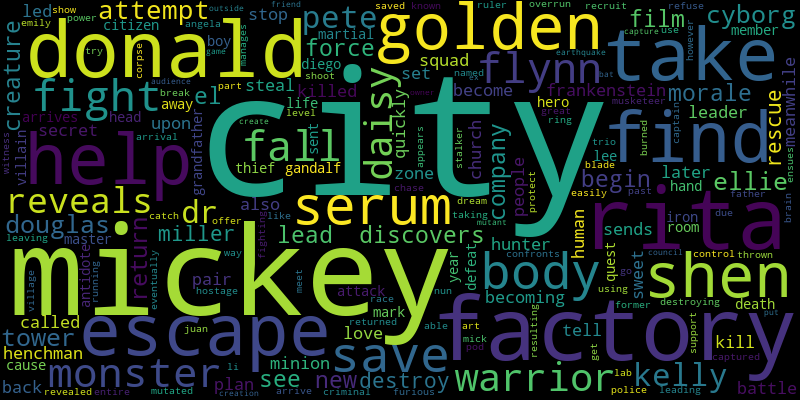 city
mickey
donald
golden
take
find
help
rita
factory
escape
serum
shen
body
save
monster
warrior
fight
fall
daisy
flynn
reveals
kelly
attempt
pete
force
film
cyborg
morale
creature
led
citizen
stop
boy
angela
emily
show
power
corpse
try
manages
game
audience
break
part
shoot
steal
diego
martial
squad
set
become
el
away
killed
life
level
sent
hero
quickly
zone
company
church
people
frankenstein
musketeer
leader
member
meanwhile
rescue
ellie
begin
later
hand
lee
trio
burned
captain
blade
easily
past
father
brain
due
iron
room
sends
human
quest
sweet
hunter
becoming
defeat
year
confronts
nun
mutant
taking
dream
stalker
chase
appears
protect
great
ring
named
earthquake
bat
ex
owner
saved
known
ruler
overrun
recruit
outside
friend
capture
use
refuse
however
villain
witness
arrives
head
secret
upon
arrival
grandfather
thief
gandalf
create
dr
also
like
miller
return
catch
offer
fighting
douglas
leaving
master
antidote
running
way
pair
lead
discovers
tower
called
village
eventually
hostage
meet
attack
race
mark
love
henchman
cause
back
plan
juan
returned
able
art
mick
pod
tell
get
resulting
using
go
former
council
control
thrown
destroying
death
support
kill
lab
police
leading
captured
battle
put
ensues
see
new
minion
destroy
li
arrive
criminal
furious
revealed
entire
mutated
creation